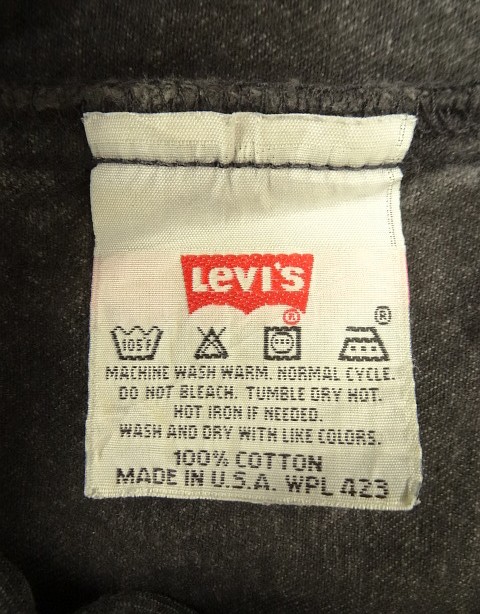 Levi's
®
®
105°F
MACHINE WASH WARM. NORMAL CYCLE.
DO NOT BLEACH. TUMBLE DRY HOT.
HOT IRON IF NEEDED.
WASH AND DRY WITH LIKE COLORS.
100% COTTON
MADE IN U.S.A. WPL 423